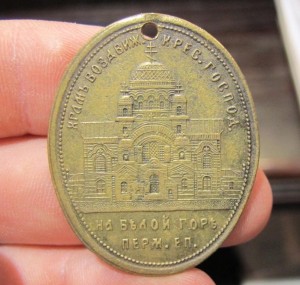 ХРАМЪ ВОЗДВИЖ. КРЕС. ГОСПОД.
НА БѢЛОЙ ГОРѢ
ПЕРМ. ЕП.